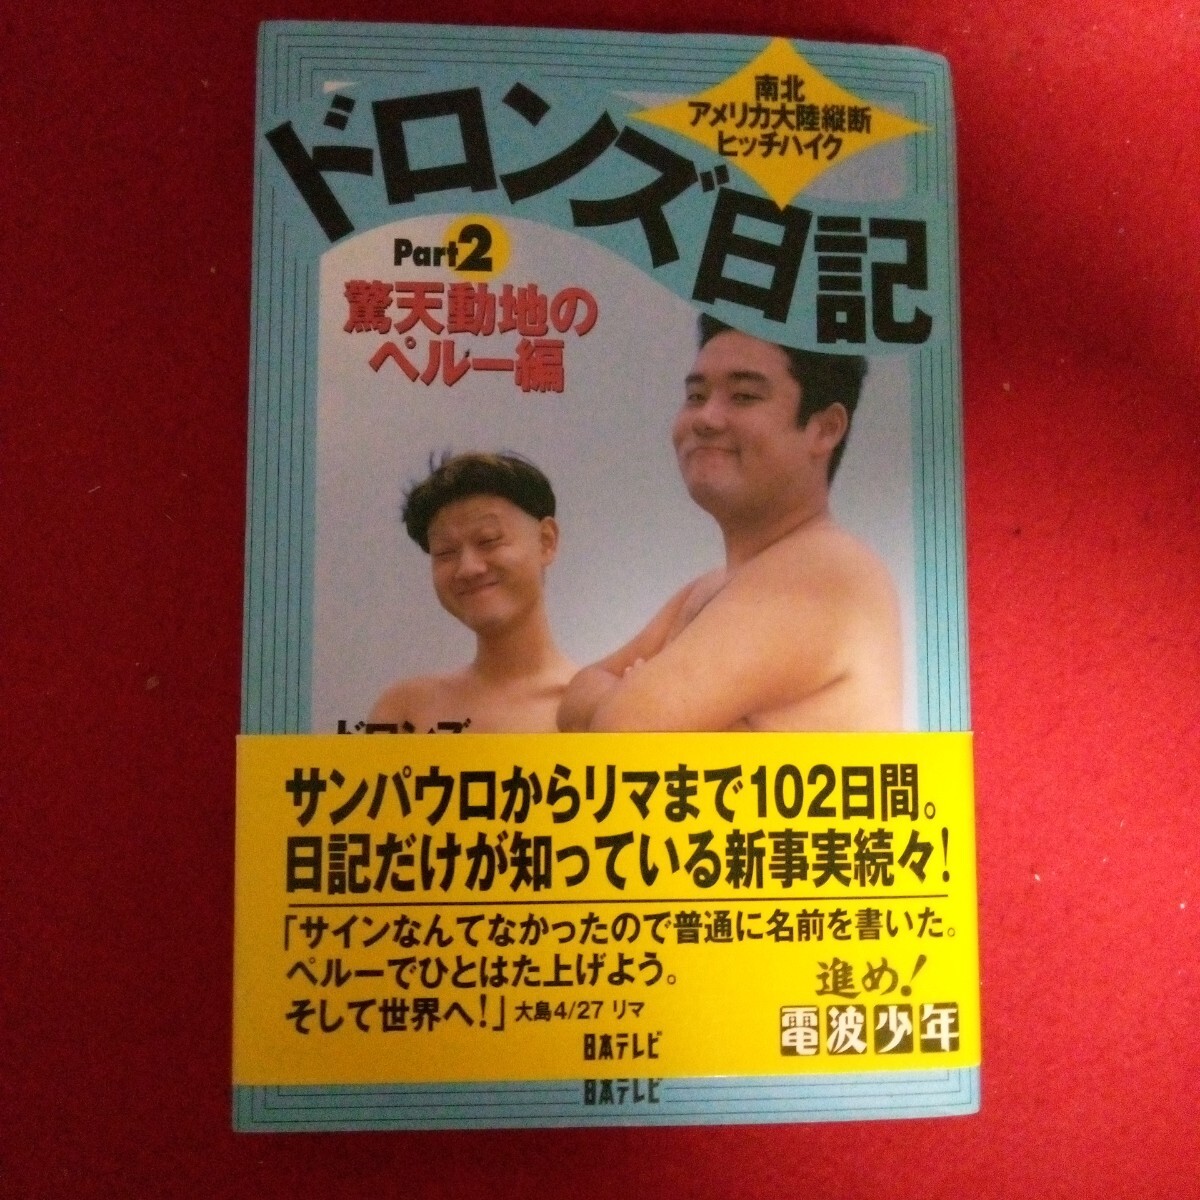 南北
アメリカ大陸縦断
ヒッチハイク
ドロンズ日記
Part2
驚天動地の
ペルー編
ドロンズ
サンパウロからリマまで102日間。
日記だけが知っている新事実続々!
「サインなんてなかったので普通に名前を書いた。
ペルーでひとはた上げよう。
そして世界へ!」大島4/27 リマ
進め!
電波少年
日本テレビ
日本テレビ